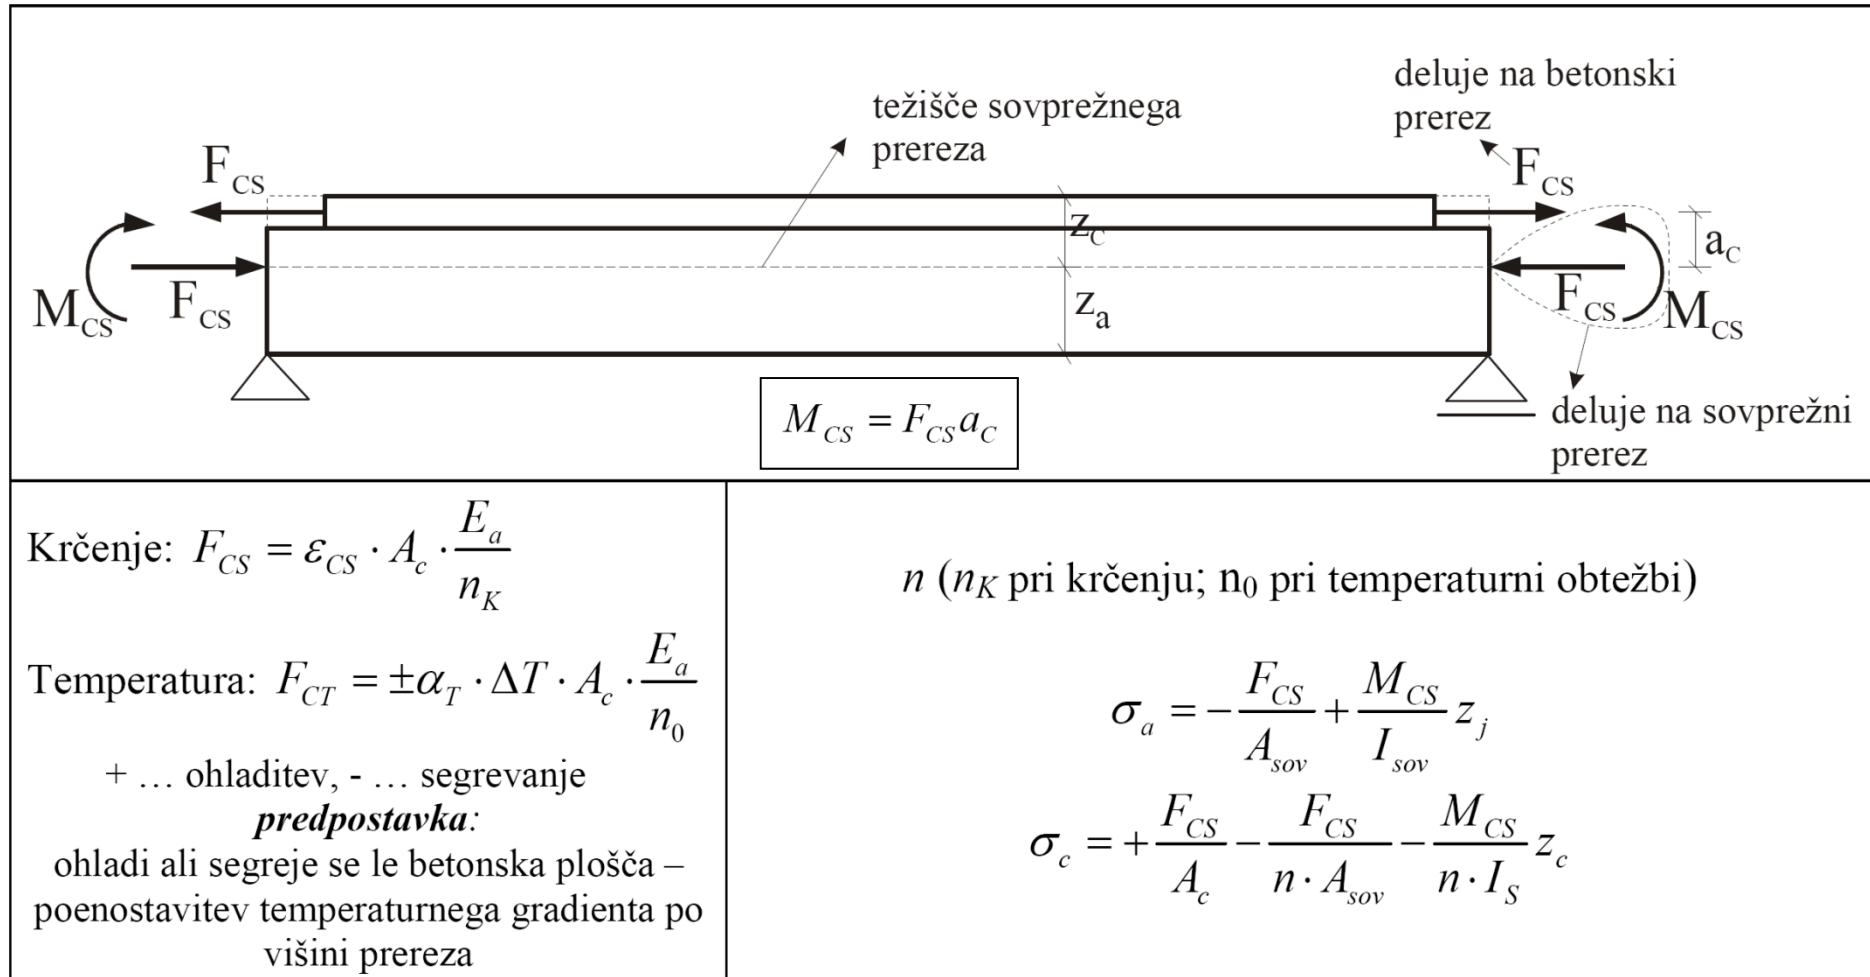 deluje na betonski
prerez
težišče sovprežnega
prereza
F_CS
F_CS
z_C
a_C
M_CS
F_CS
z_a
F_CS
M_CS
M_CS = F_CS a_C
deluje na sovprežni
prerez
Krčenje: F_CS = ε_CS · A_c · E_a / n_K
Temperatura: F_CT = ±α_T · ΔT · A_c · E_a / n_0
+ … ohladitev, - … segrevanje
predpostavka:
ohladi ali segreje se le betonska plošča –
poenostavitev temperaturnega gradienta po
višini prereza
n (n_K pri krčenju; n_0 pri temperaturni obtežbi)
σ_a = - F_CS / A_sov + M_CS / I_sov z_j
σ_c = + F_CS / A_c - F_CS / (n · A_sov) - M_CS / (n · I_S) z_c